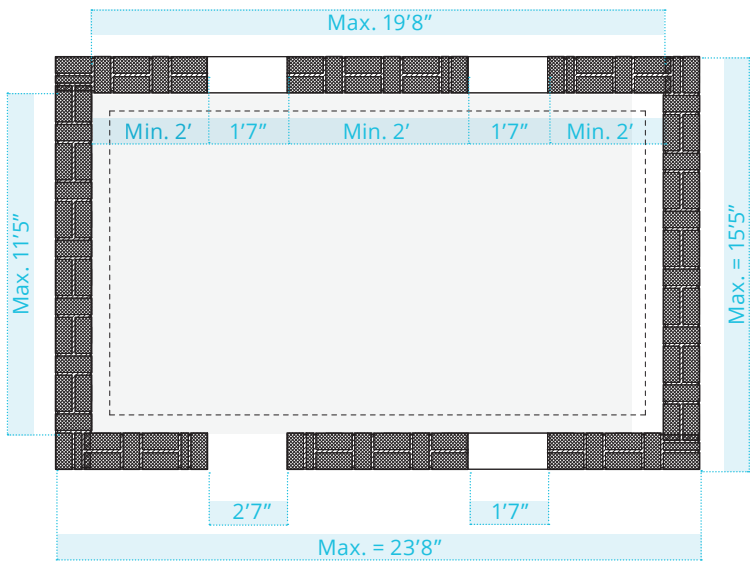 Max. 19’8”
Min. 2’ 1’7” Min. 2’ 1’7” Min. 2’
Max. 11’5”
Max. = 15’5”
2’7” 1’7”
Max. = 23’8”